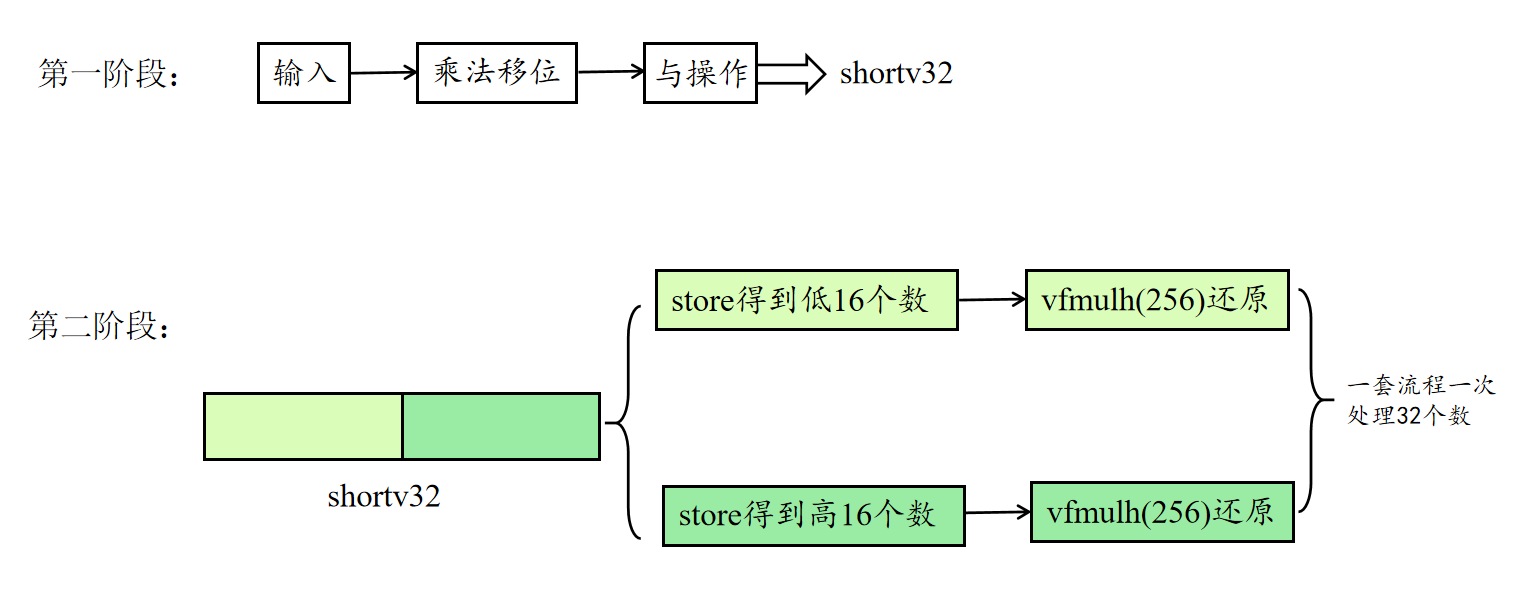 第一阶段：
输入
乘法移位
与操作
shortv32
第二阶段：
store得到低16个数
vfmulh(256)还原
shortv32
一套流程一次
处理32个数
store得到高16个数
vfmulh(256)还原